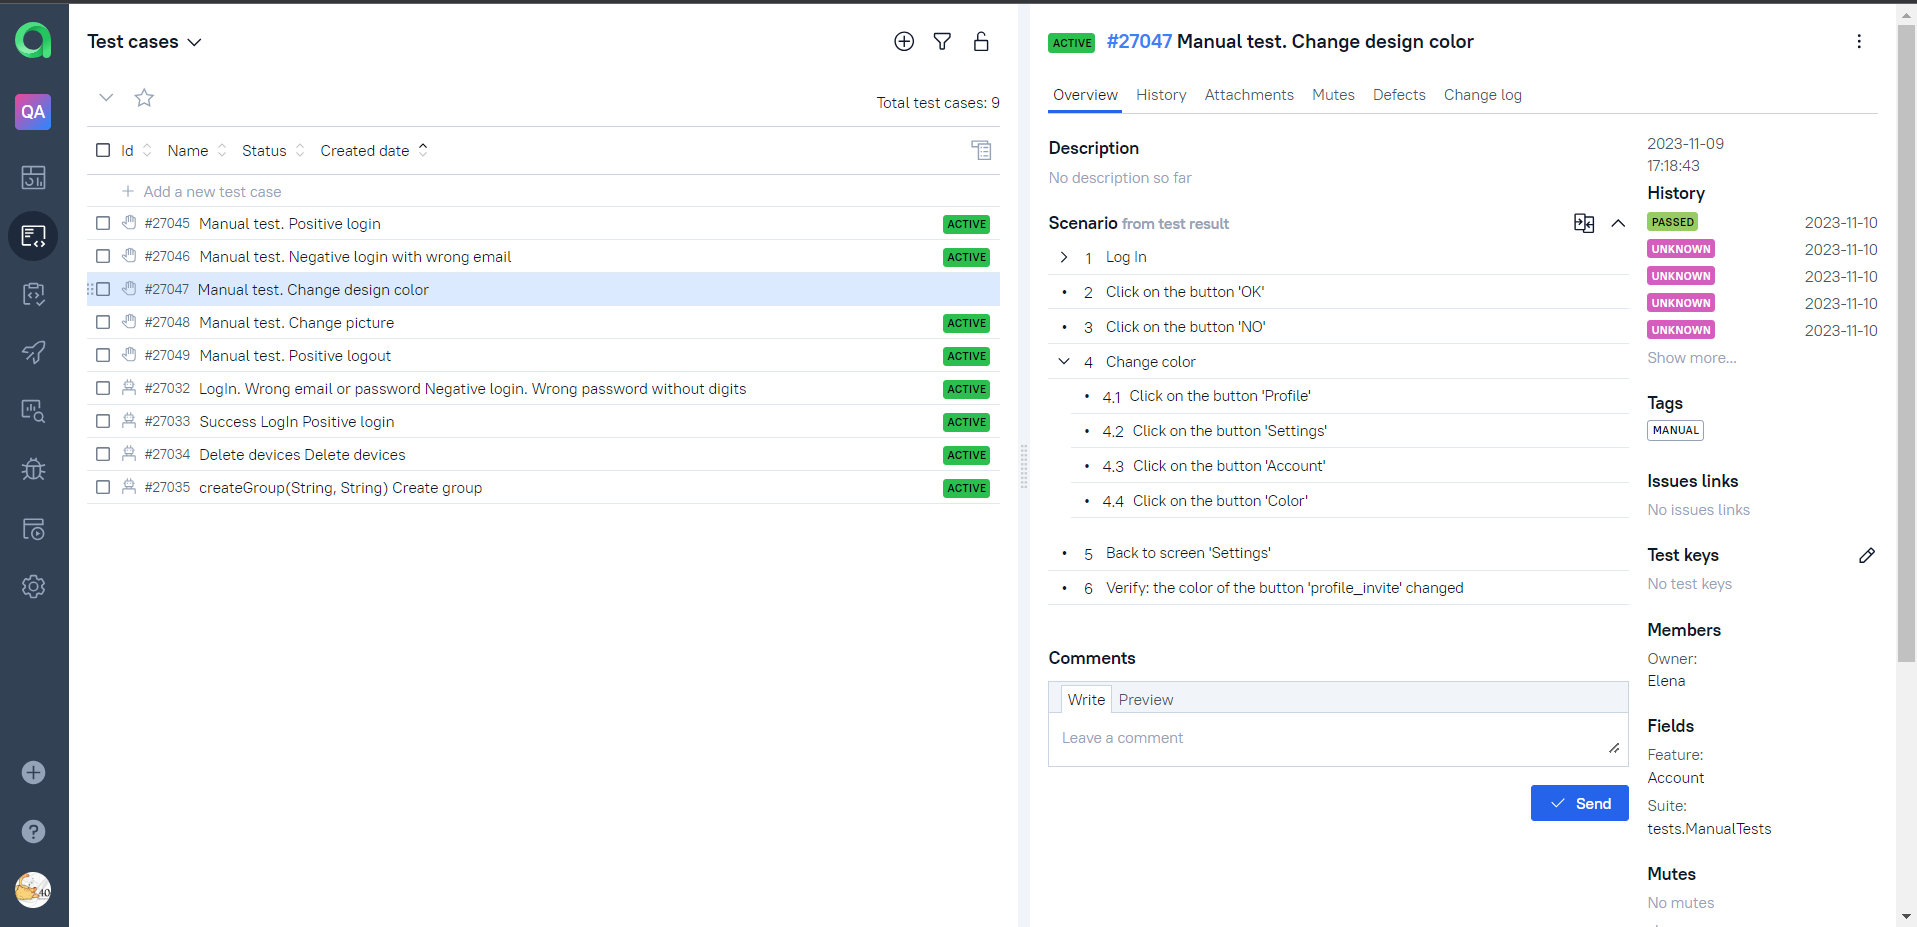 QA
Test cases
Total test cases: 9
Id Name Status Created date
Add a new test case
#27045 Manual test. Positive login ACTIVE
#27046 Manual test. Negative login with wrong email ACTIVE
#27047 Manual test. Change design color
#27048 Manual test. Change picture ACTIVE
#27049 Manual test. Positive logout ACTIVE
#27032 LogIn. Wrong email or password Negative login. Wrong password without digits ACTIVE
#27033 Success LogIn Positive login ACTIVE
#27034 Delete devices Delete devices ACTIVE
#27035 createGroup(String, String) Create group ACTIVE
40
ACTIVE #27047 Manual test. Change design color
Overview History Attachments Mutes Defects Change log
Description
No description so far
Scenario from test result
1 Log In
• 2 Click on the button 'OK'
• 3 Click on the button 'NO'
4 Change color
• 4.1 Click on the button 'Profile'
• 4.2 Click on the button 'Settings'
• 4.3 Click on the button 'Account'
• 4.4 Click on the button 'Color'
• 5 Back to screen 'Settings'
• 6 Verify: the color of the button 'profile_invite' changed
Comments
Write Preview
Leave a comment
Send
2023-11-09
17:18:43
History
PASSED 2023-11-10
UNKNOWN 2023-11-10
UNKNOWN 2023-11-10
UNKNOWN 2023-11-10
UNKNOWN 2023-11-10
Show more...
Tags
MANUAL
Issues links
No issues links
Test keys
No test keys
Members
Owner:
Elena
Fields
Feature:
Account
Suite:
tests.ManualTests
Mutes
No mutes